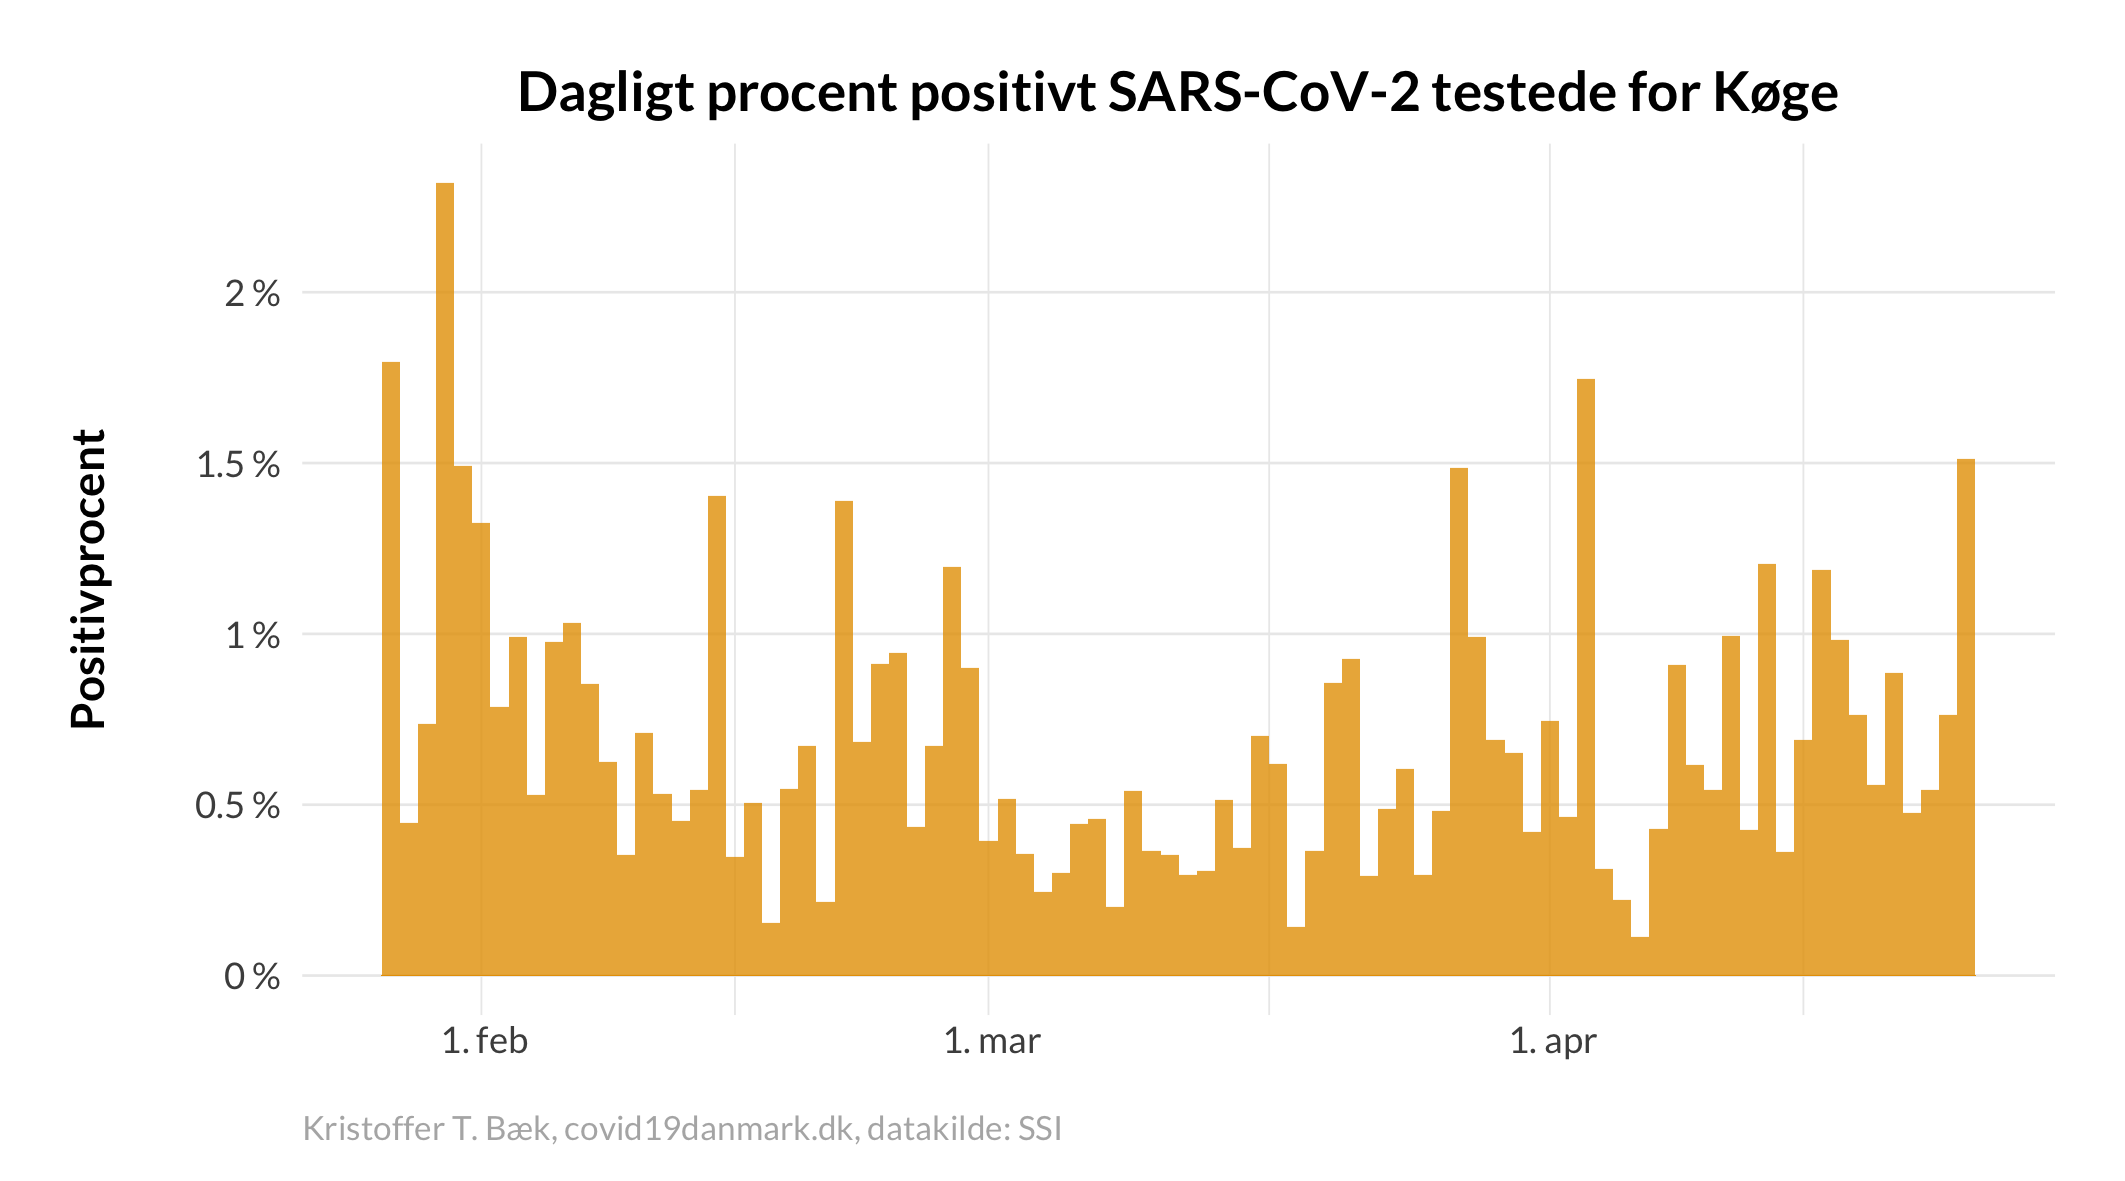 Dagligt procent positivt SARS-CoV-2 testede for Køge
Positivprocent
2 %
1.5 %
1 %
0.5 %
0 %
1. feb
1. mar
1. apr
Kristoffer T. Bæk, covid19danmark.dk, datakilde: SSI